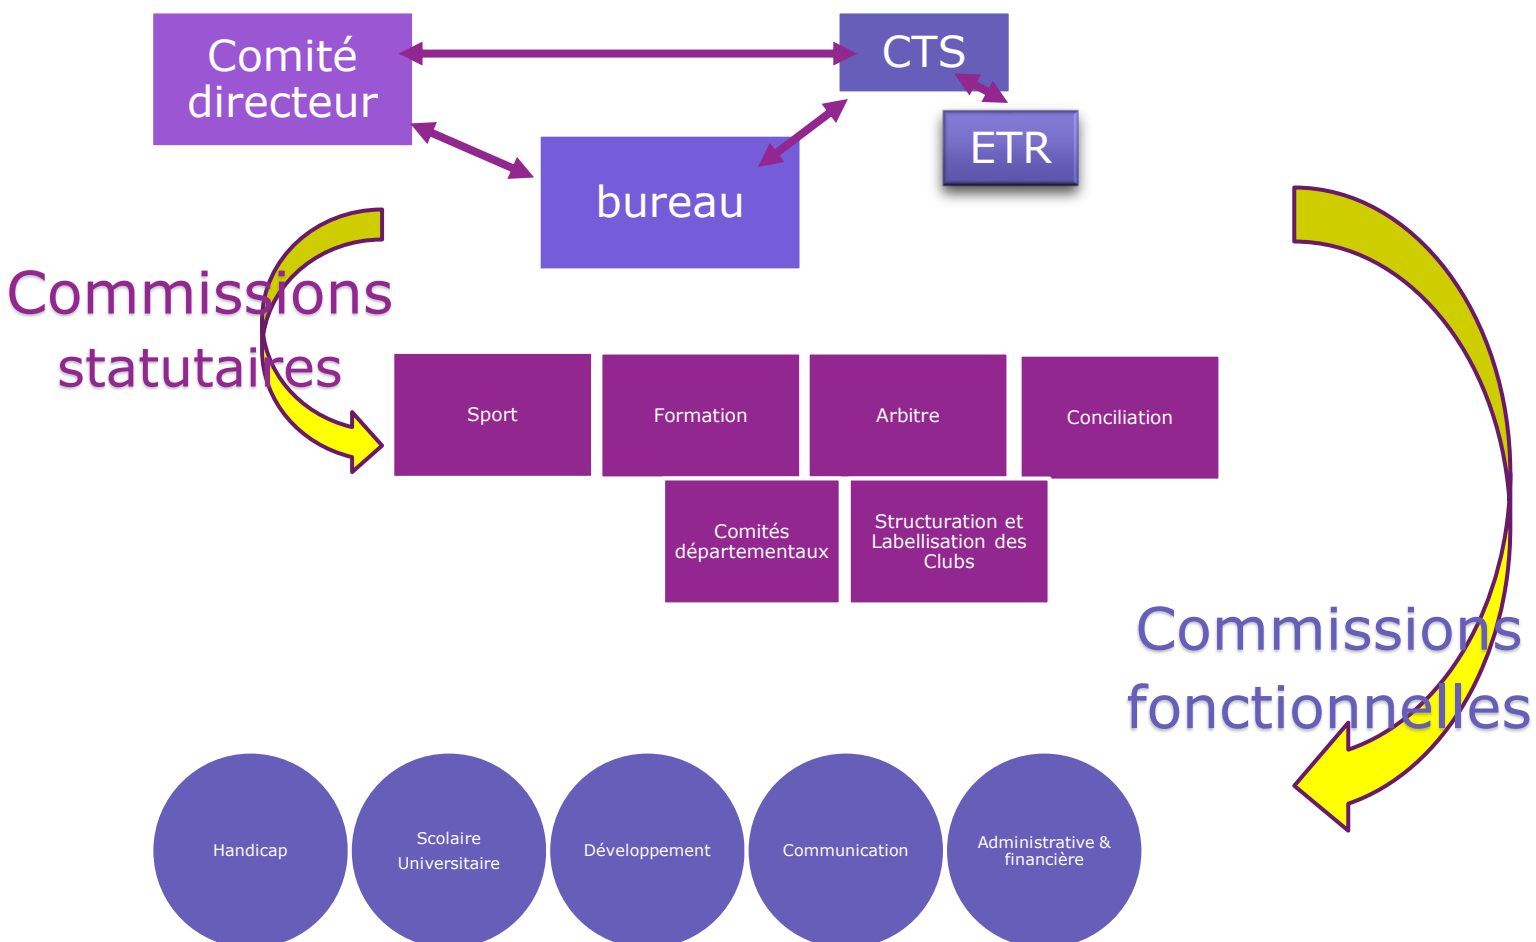 Comité
directeur
CTS
ETR
bureau
Commissions
statutaires
Sport
Formation
Arbitre
Conciliation
Comités
départementaux
Structuration et
Labellisation des
Clubs
Commissions
fonctionnelles
Handicap
Scolaire
Universitaire
Développement
Communication
Administrative &
financière